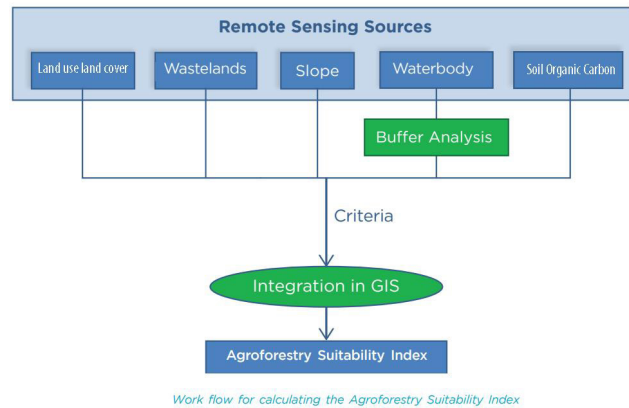 Remote Sensing Sources
Land use land cover
Wastelands
Slope
Waterbody
Soil Organic Carbon
Buffer Analysis
Criteria
Integration in GIS
Agroforestry Suitability Index
Work flow for calculating the Agroforestry Suitability Index